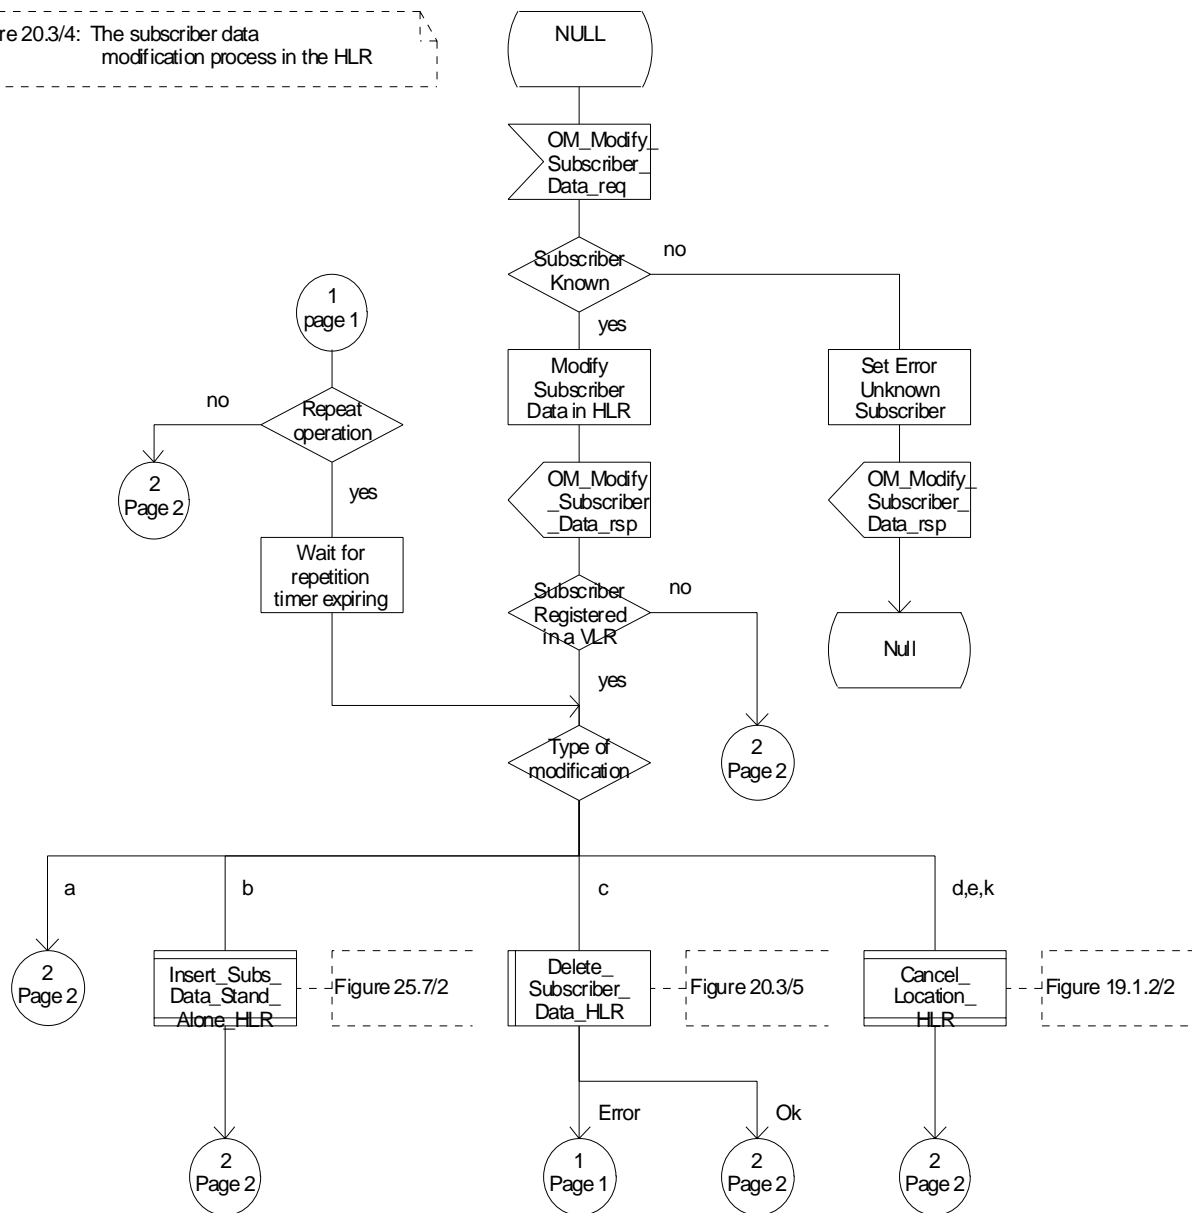 re 20.3/4: The subscriber data
modification process in the HLR
NULL
OM_Modify_
Subscriber_
Data_req
Subscriber
Known
no
yes
1
page 1
Modify
Subscriber
Data in HLR
Set Error
Unknown
Subscriber
no
Repeat
operation
2
Page 2
yes
OM_Modify
_Subscriber
_Data_rsp
OM_Modify_
Subscriber_
Data_rsp
Wait for
repetition
timer expiring
Subscriber
Registered
in a VLR
no
yes
Null
Type of
modification
2
Page 2
a
b
c
d,e,k
2
Page 2
Insert_Subs_
Data_Stand_
Alone_HLR
Figure 25.7/2
Delete_
Subscriber_
Data_HLR
Figure 20.3/5
Cancel_
Location_
HLR
Figure 19.1.2/2
Error
Ok
2
Page 2
1
Page 1
2
Page 2
2
Page 2